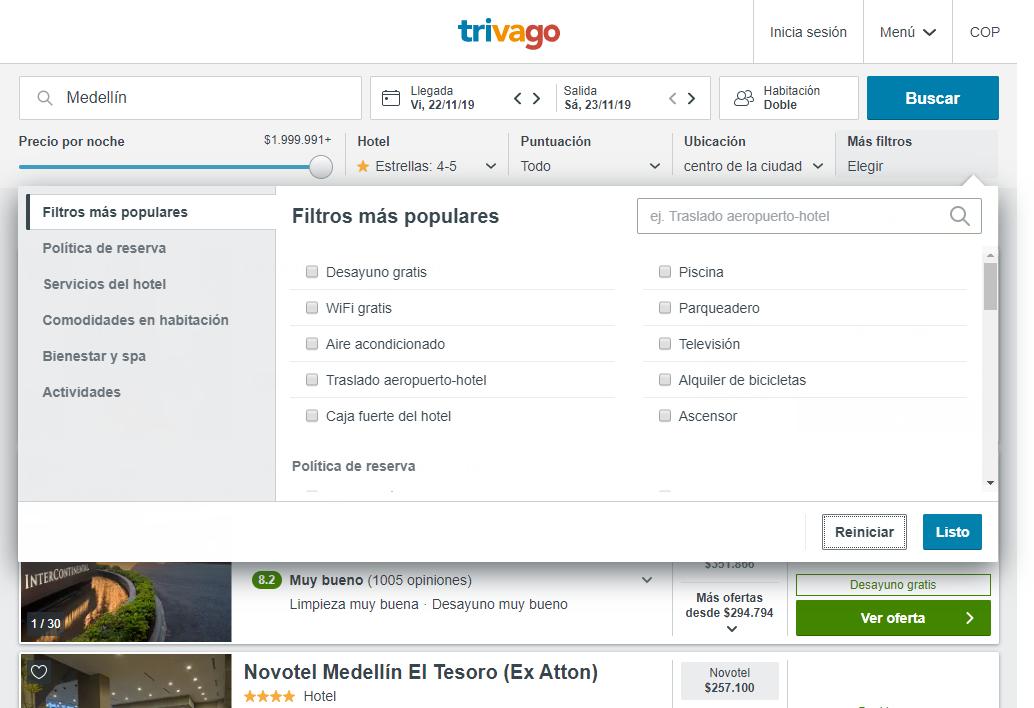 trivago
Inicia sesión
Menú
COP
Medellín
Llegada
Vi, 22/11/19
Salida
Sá, 23/11/19
Habitación
Doble
Buscar
Precio por noche
$1.999.991+
Hotel
Estrellas: 4-5
Puntuación
Todo
Ubicación
centro de la ciudad
Más filtros
Elegir
Filtros más populares
Política de reserva
Servicios del hotel
Comodidades en habitación
Bienestar y spa
Actividades
Filtros más populares
ej. Traslado aeropuerto-hotel
Desayuno gratis
Piscina
WiFi gratis
Parqueadero
Aire acondicionado
Televisión
Traslado aeropuerto-hotel
Alquiler de bicicletas
Caja fuerte del hotel
Ascensor
Política de reserva
Reiniciar
Listo
INTERCONTINENTAL
1 / 30
8.2 Muy bueno (1005 opiniones)
Limpieza muy buena · Desayuno muy bueno
Más ofertas
desde $294.794
Desayuno gratis
Ver oferta
Novotel Medellín El Tesoro (Ex Atton)
Hotel
Novotel
$257.100